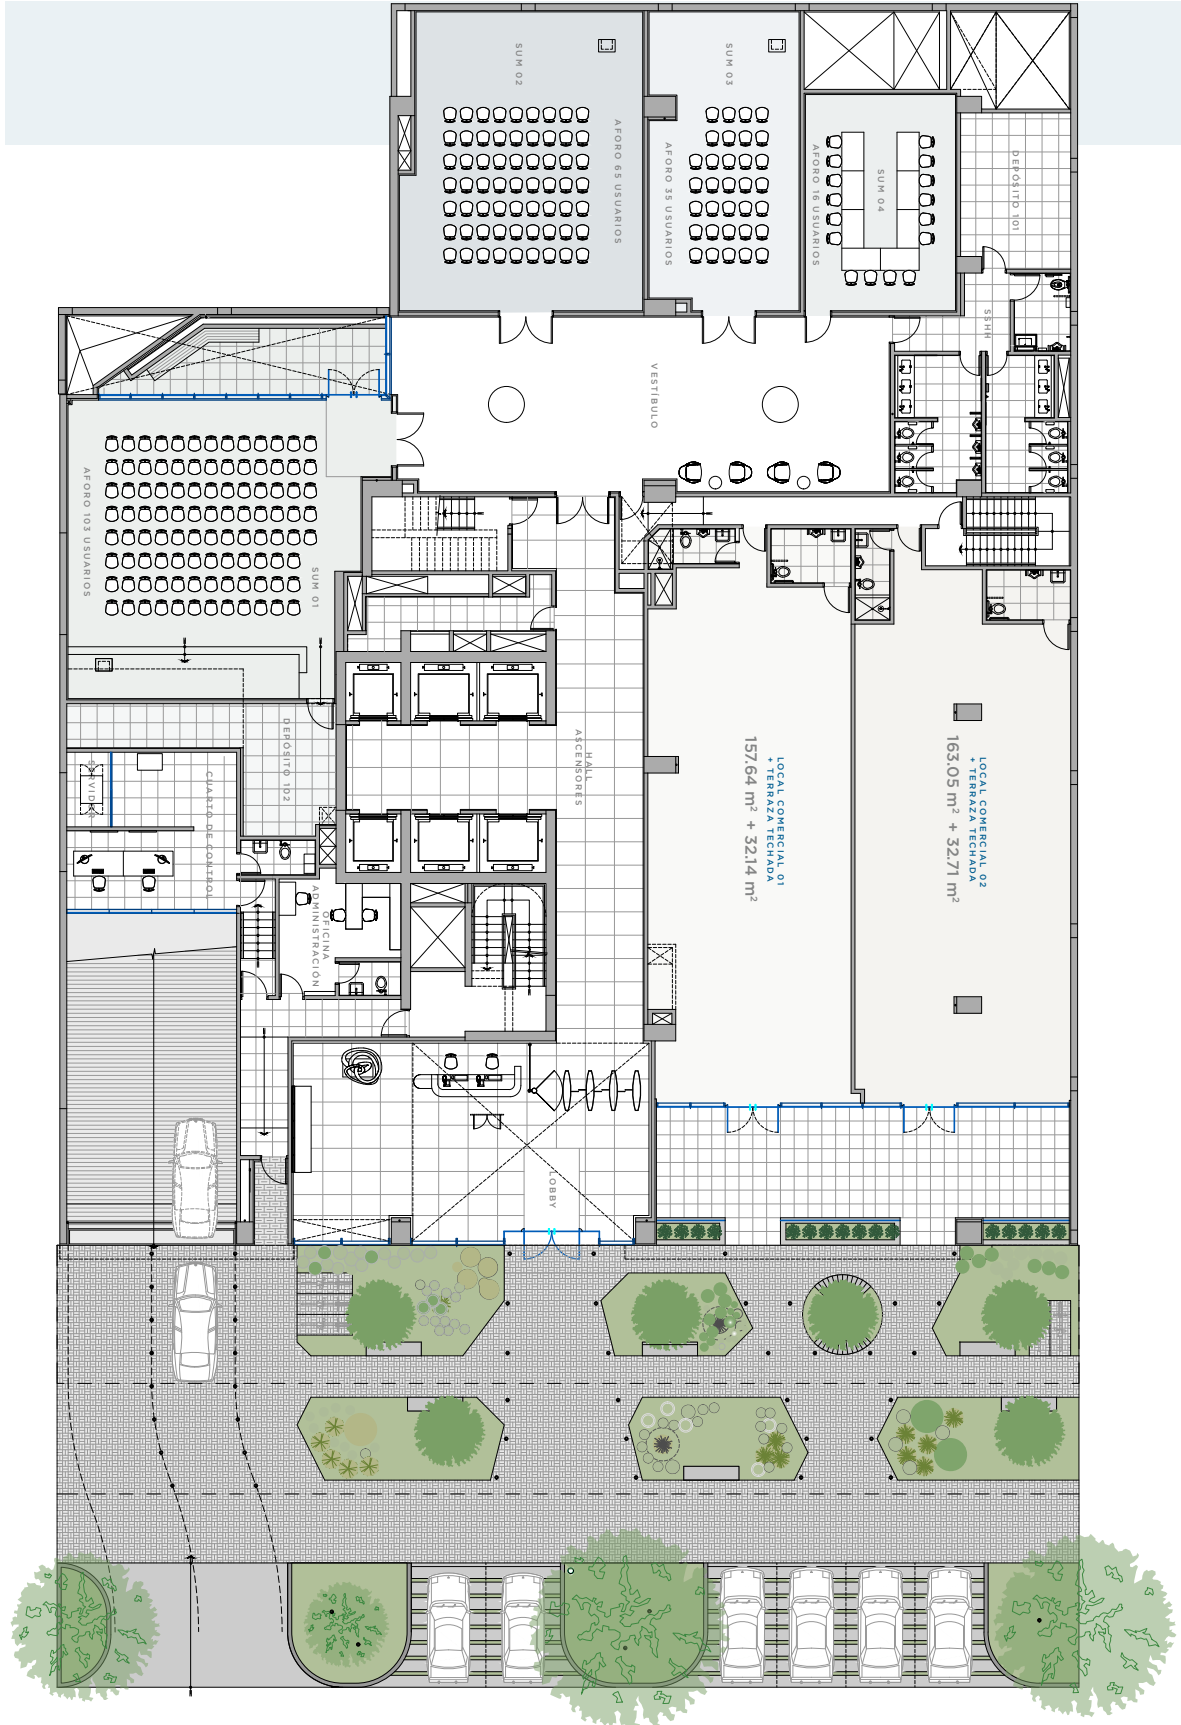 SUM 02
AFORO 65 USUARIOS
SUM 03
AFORO 35 USUARIOS
SUM 04
AFORO 16 USUARIOS
DEPÓSITO 101
SSHH
VESTÍBULO
AFORO 103 USUARIOS
SUM 01
DEPÓSITO 102
SERVIDER
CUARTO DE CONTROL
HALL
ASCENSORES
OFICINA
ADMINISTRACIÓN
LOCAL COMERCIAL 01
+ TERRAZA TECHADA
157.64 m² + 32.14 m²
LOCAL COMERCIAL 02
+ TERRAZA TECHADA
163.05 m² + 32.71 m²
LOBBY